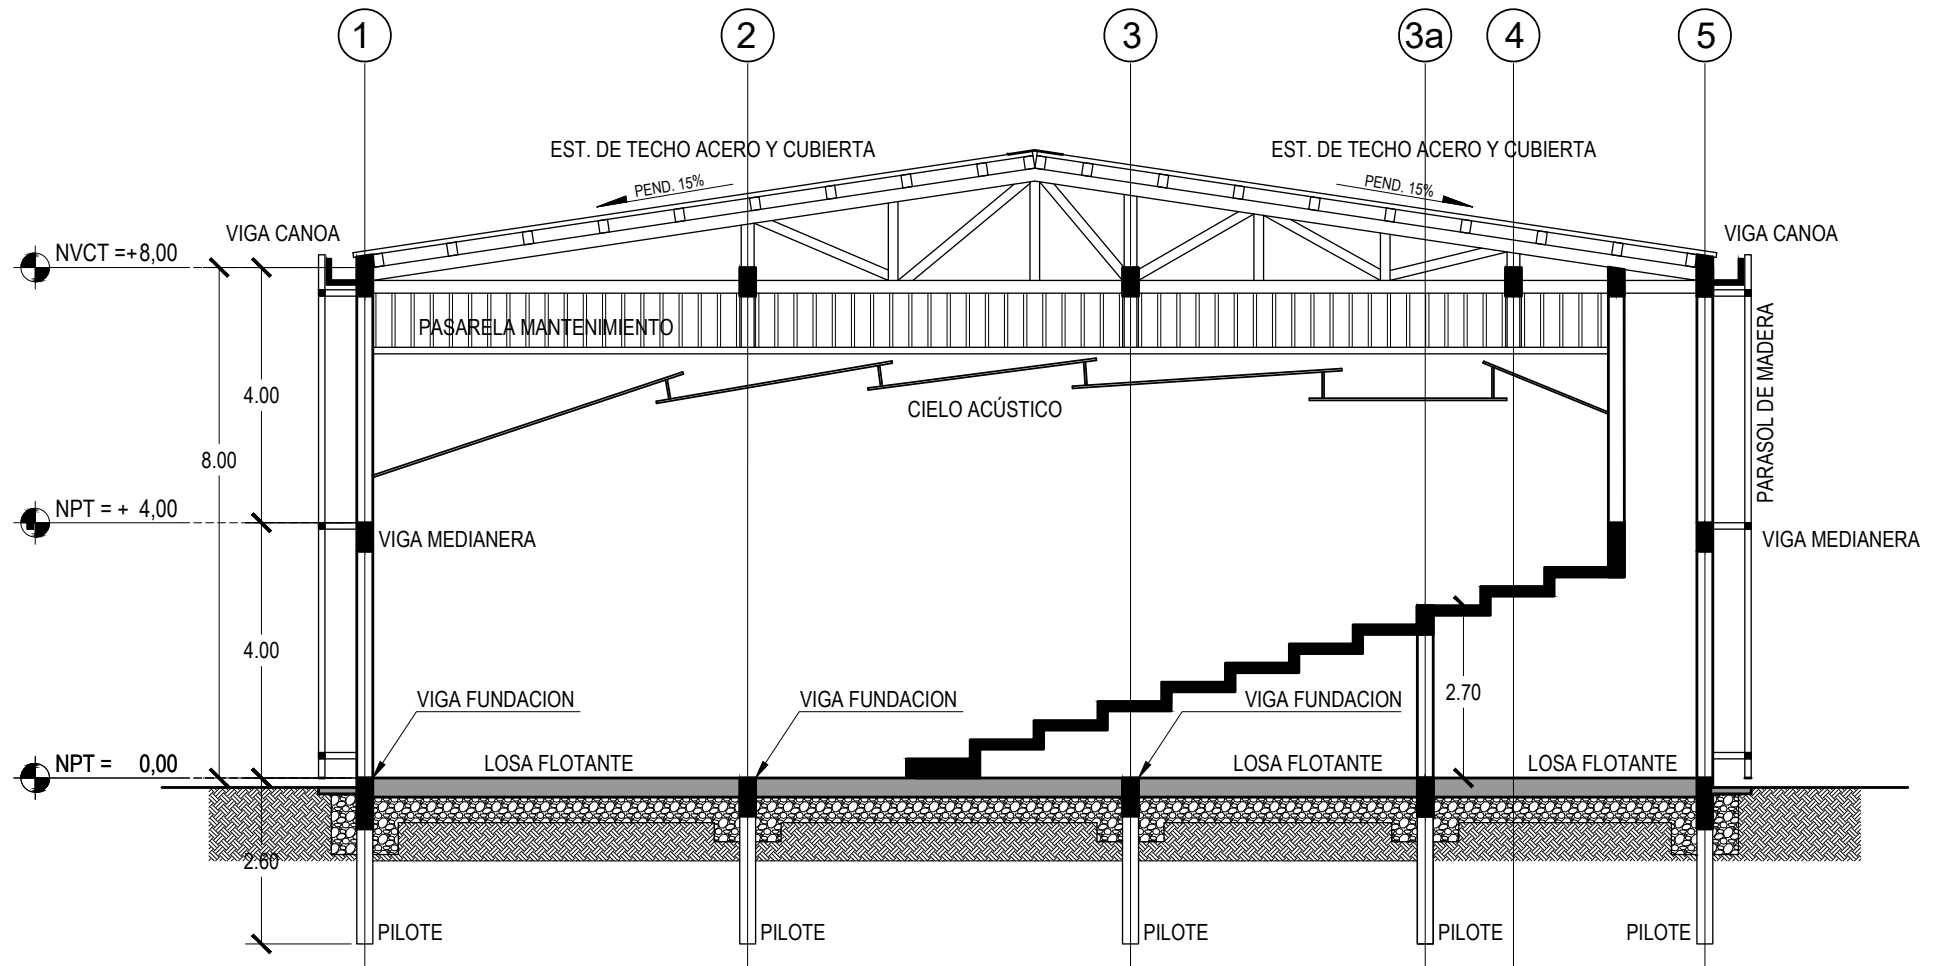 1 2 3 3a 4 5
EST. DE TECHO ACERO Y CUBIERTA EST. DE TECHO ACERO Y CUBIERTA
PEND. 15% PEND. 15%
VIGA CANOA VIGA CANOA
NVCT =+8,00
PASARELA MANTENIMIENTO
PARASOL DE MADERA
4.00
CIELO ACÚSTICO
8.00
NPT = + 4,00
VIGA MEDIANERA VIGA MEDIANERA
4.00
2.70
VIGA FUNDACION VIGA FUNDACION VIGA FUNDACION
NPT = 0,00
LOSA FLOTANTE LOSA FLOTANTE LOSA FLOTANTE
2.60
PILOTE PILOTE PILOTE PILOTE PILOTE